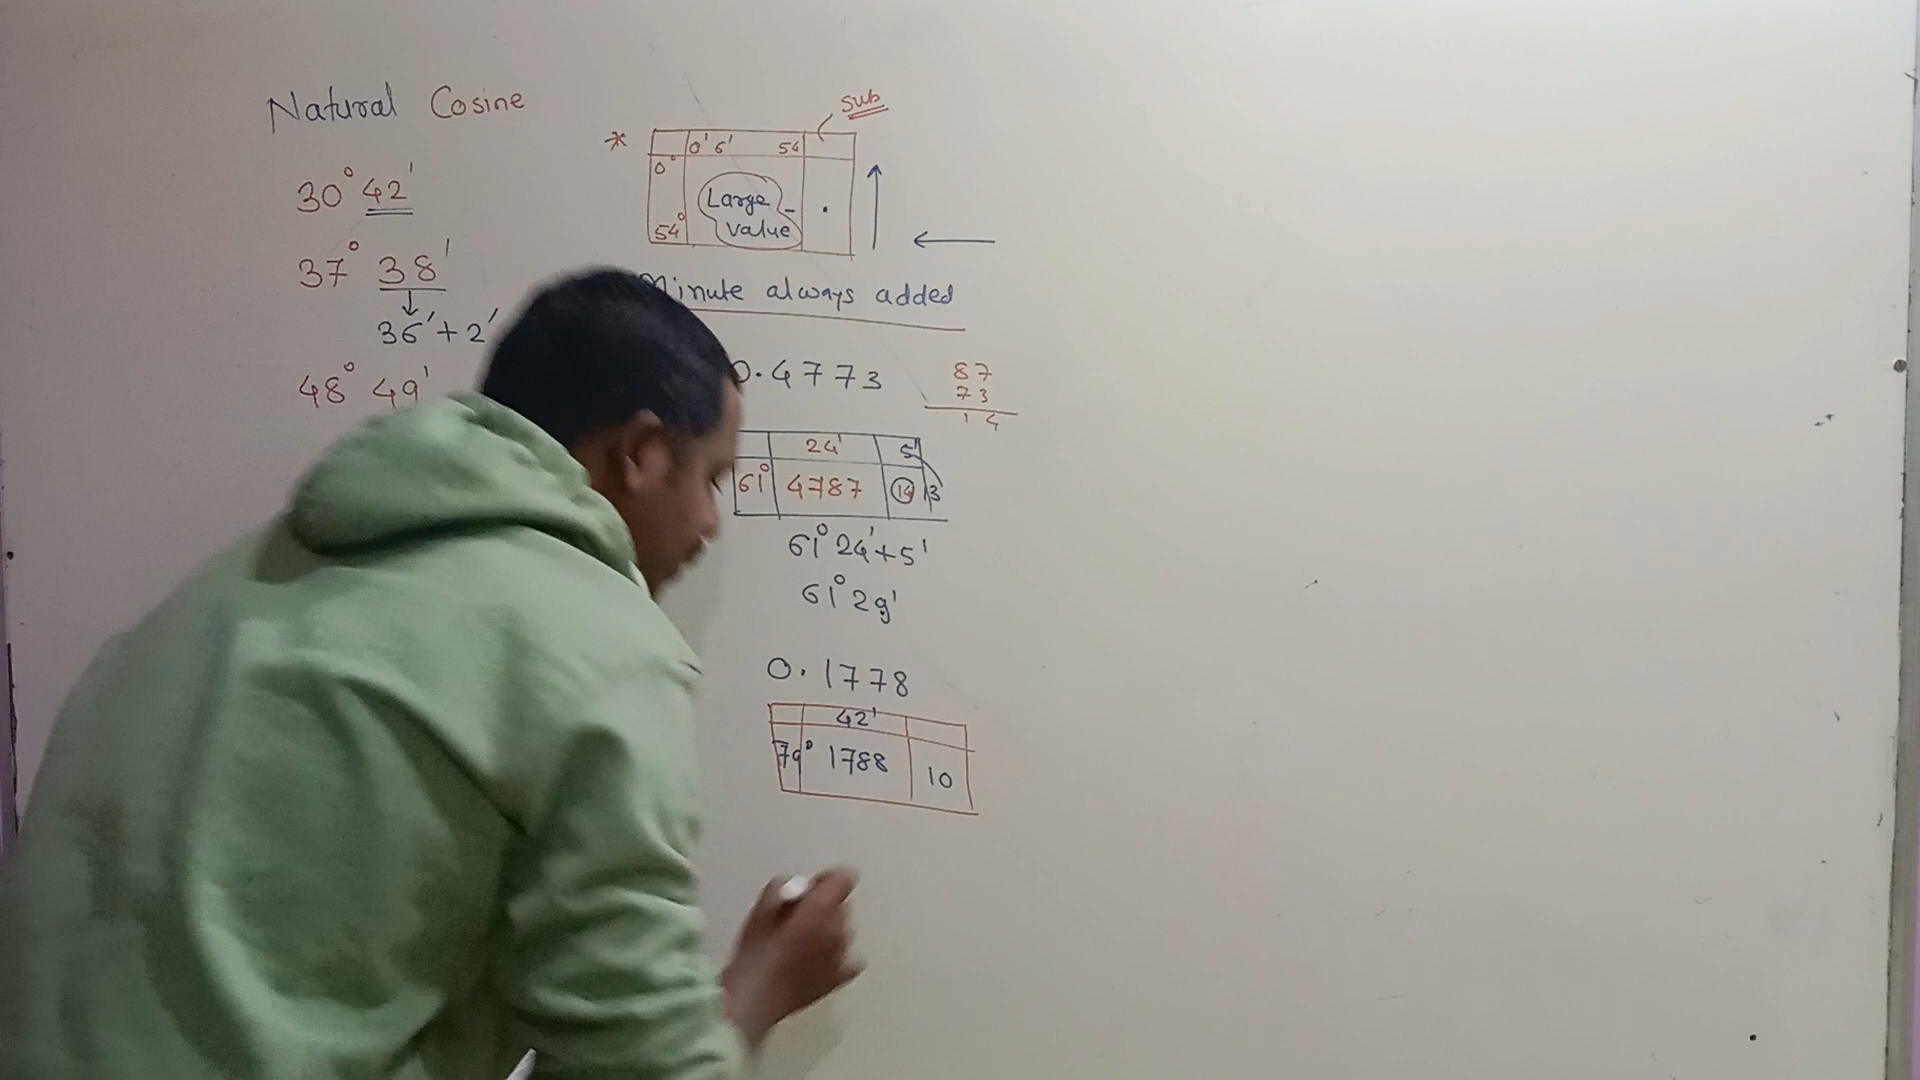 Natural Cosine
30° 42'
37° 38'
36' + 2'
48° 49'
sub
*
0' 6' 54
0°
Large
value -
.
54°
Minute always added
0.4773
87
73
14
24' 5'
61° 4787 14 13
61° 24' + 5'
61° 29'
0.1778
42'
79° 1788 10